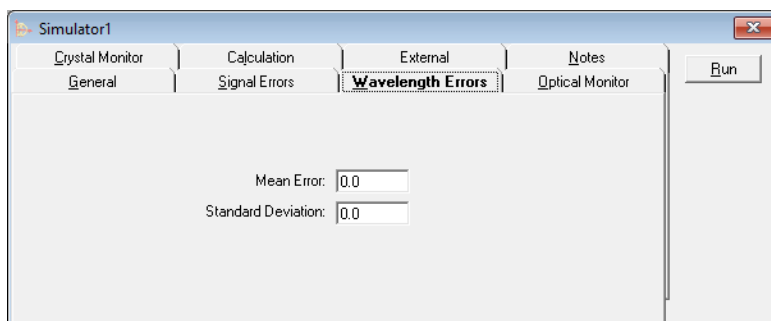 Simulator1
Crystal Monitor Calculation External Notes
General Signal Errors Wavelength Errors Optical Monitor
Run
Mean Error: 0.0
Standard Deviation: 0.0